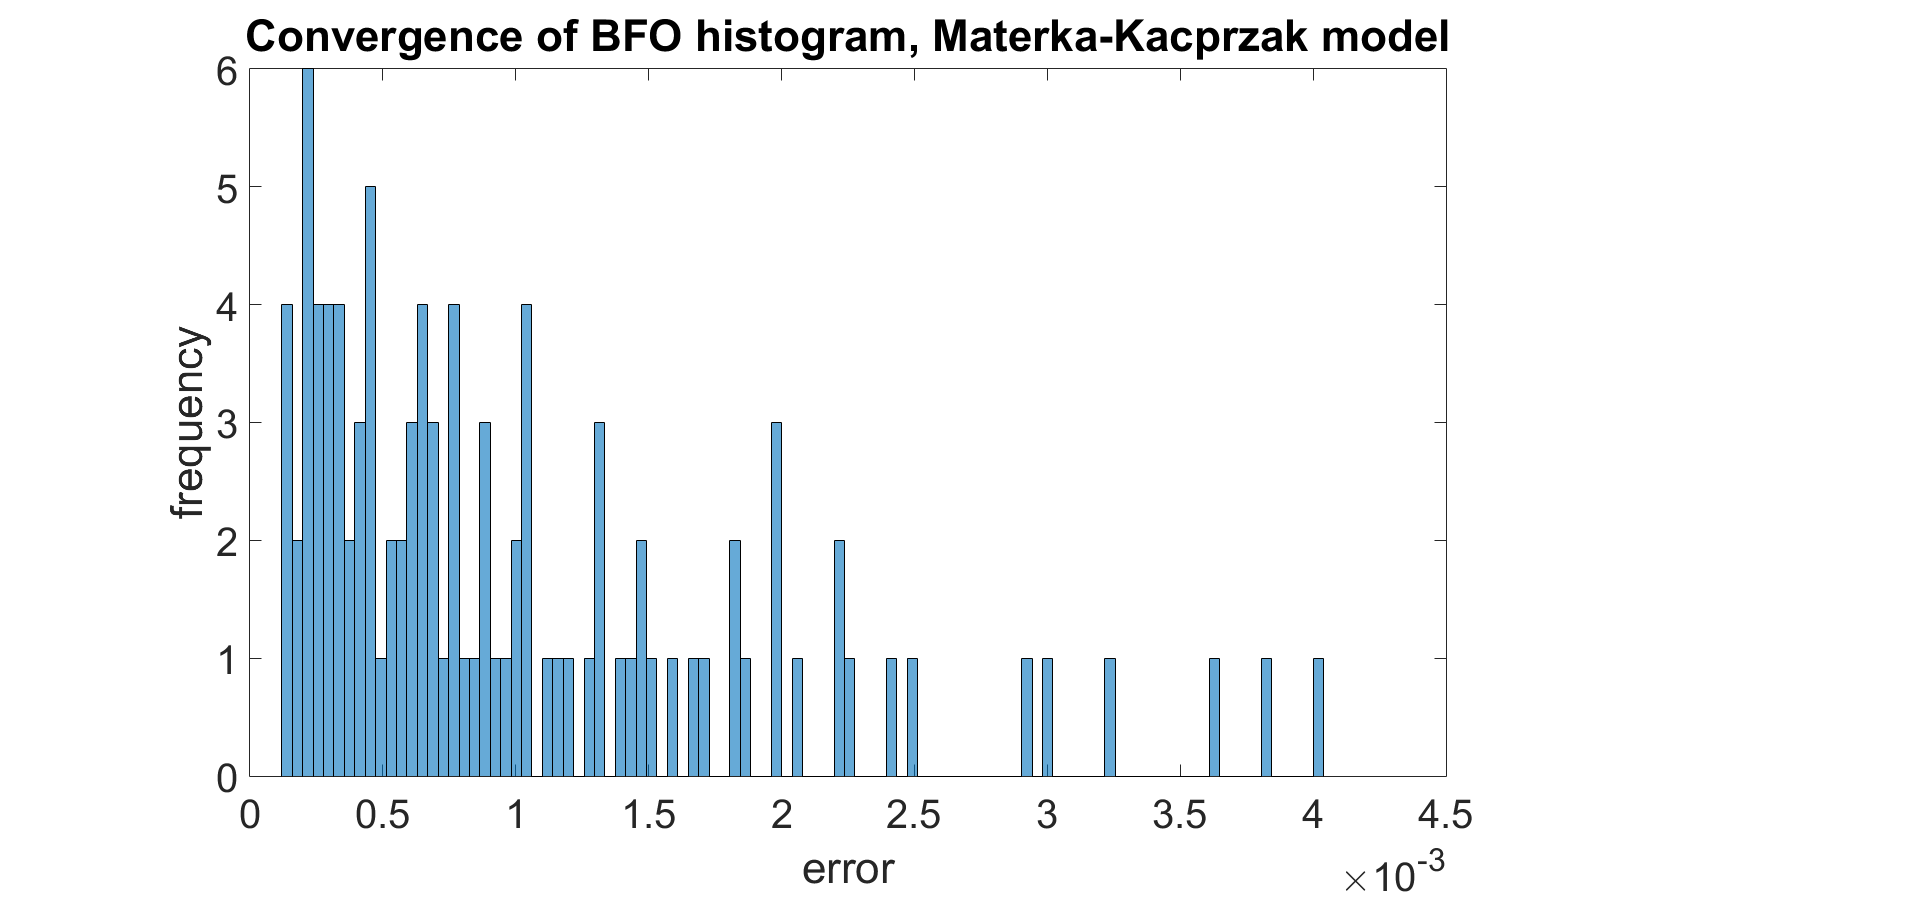 Convergence of BFO histogram, Materka-Kacprzak model
6
5
4
3
2
1
0
frequency
0 0.5 1 1.5 2 2.5 3 3.5 4 4.5
error
×10⁻³